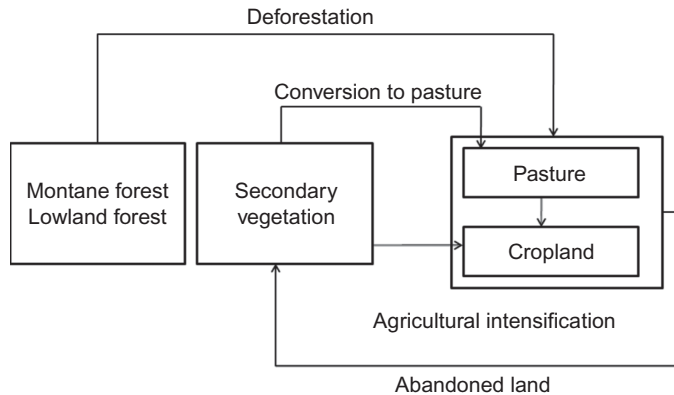 Deforestation
Conversion to pasture
Montane forest
Lowland forest
Secondary
vegetation
Pasture
Cropland
Agricultural intensification
Abandoned land